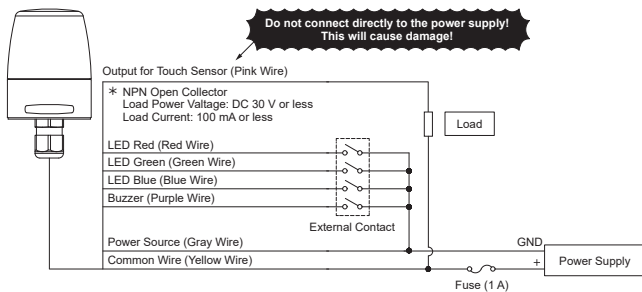 Do not connect directly to the power supply!
This will cause damage!
Output for Touch Sensor (Pink Wire)
* NPN Open Collector
Load Power Valtage: DC 30 V or less
Load Current: 100 mA or less
Load
LED Red (Red Wire)
LED Green (Green Wire)
LED Blue (Blue Wire)
Buzzer (Purple Wire)
External Contact
Power Source (Gray Wire)
GND
Common Wire (Yellow Wire)
+
Power Supply
Fuse (1 A)